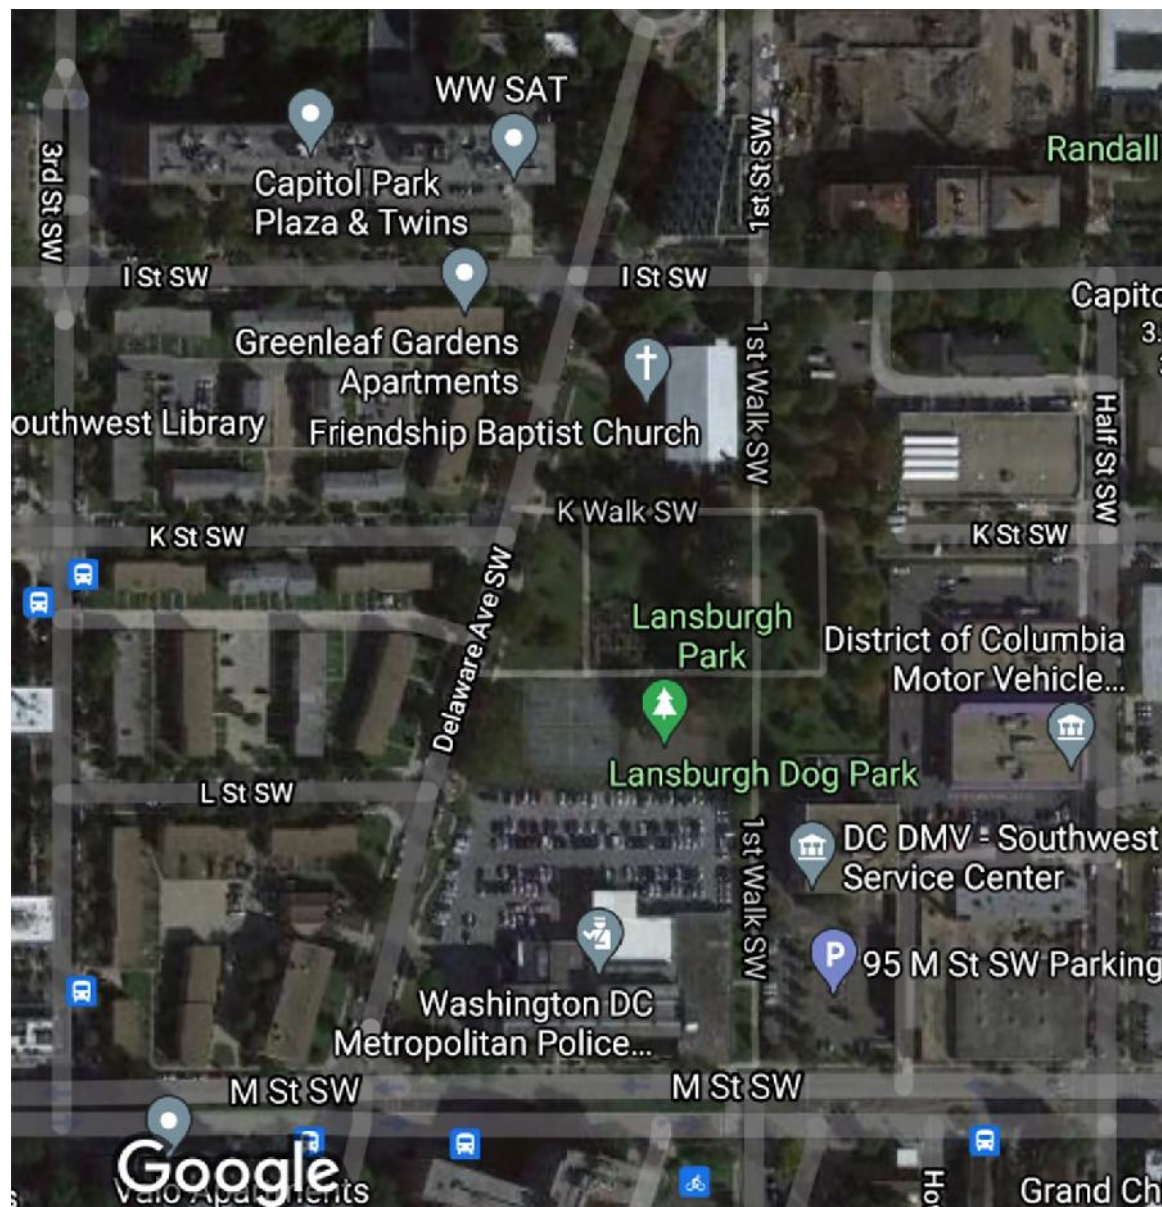 WW SAT
3rd St SW
Capitol Park
Plaza & Twins
1st St SW
Randall
I St SW
I St SW
Capito
3.
Greenleaf Gardens
Apartments
1st Walk SW
outhwest Library
Friendship Baptist Church
Half St SW
K Walk SW
K St SW
K St SW
Delaware Ave SW
Lansburgh
Park
District of Columbia
Motor Vehicle...
L St SW
Lansburgh Dog Park
1st Walk SW
DC DMV - Southwest
Service Center
P
95 M St SW Parking
Washington DC
Metropolitan Police...
M St SW
M St SW
Google
Valo Apartments
s
Ho
Grand Ch